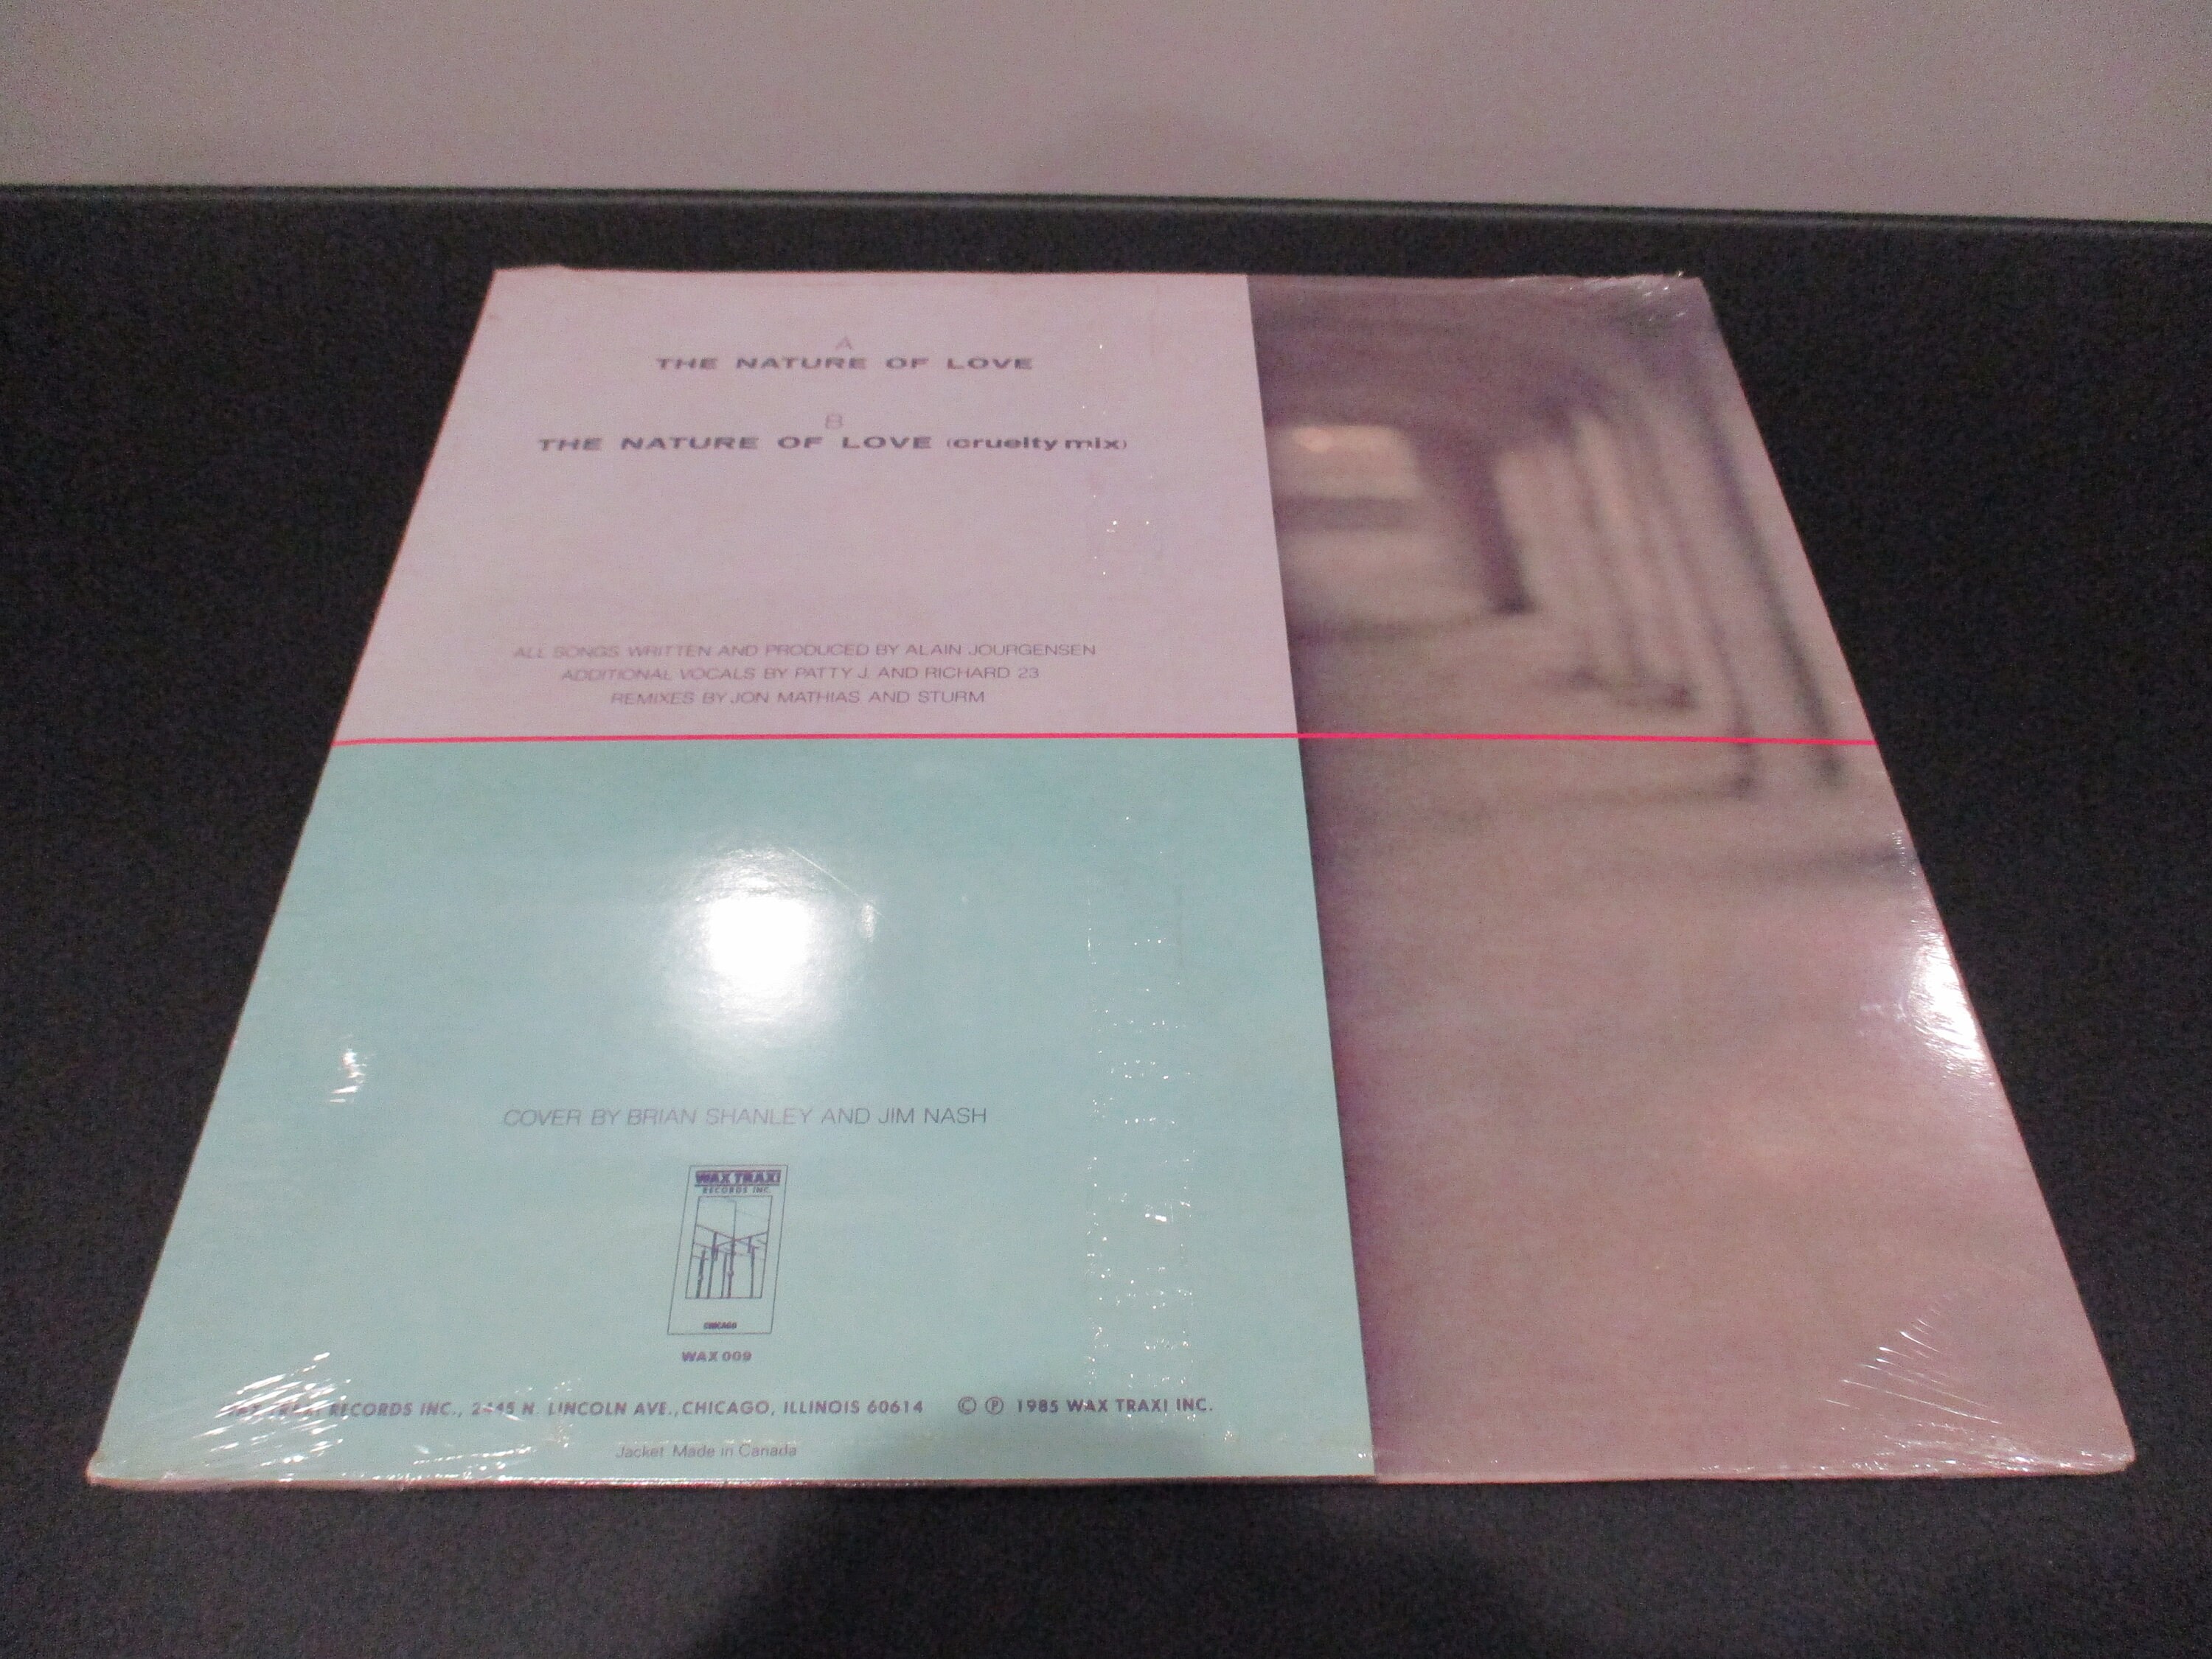 A
THE NATURE OF LOVE
B
THE NATURE OF LOVE (cruelty mix)
ALL SONGS WRITTEN AND PRODUCED BY ALAIN JOURGENSEN
ADDITIONAL VOCALS BY PATTY J. AND RICHARD 23
REMIXES BY JON MATHIAS AND STURM
COVER BY BRIAN SHANLEY AND JIM NASH
WAX TRAX!
RECORDS INC.
CHICAGO
WAX 009
WAX TRAX! RECORDS INC., 2445 N. LINCOLN AVE., CHICAGO, ILLINOIS 60614 © ℗ 1985 WAX TRAX! INC.
Jacket Made in Canada